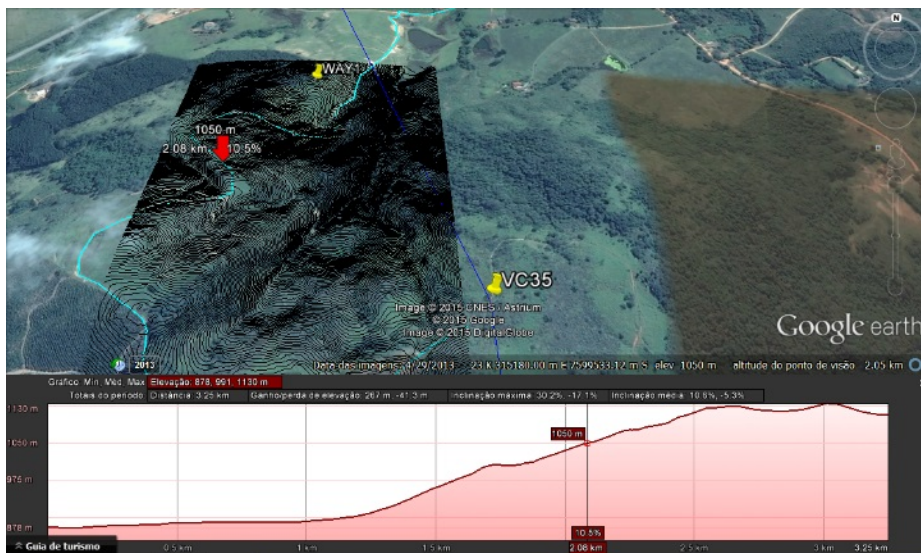 N
WAY
1050 m
2.08 km 10.5%
VC35
Image © 2015 CNES / Astrium
© 2015 Google
Image © 2015 DigitalGlobe
Google earth
2013
Data das imagens: 4/29/2013 23 K 315180.00 m E 7599533.12 m S elev 1050 m altitude do ponto de visão 2.05 km
Gráfico: Mín, Méd, Máx Elevação: 878, 991, 1130 m
Totais do período: Distância: 3.25 km Ganho/perda de elevação: 267 m, -41.3 m Inclinação máxima: 30.2%, -17.1% Inclinação média: 10.6%, -5.3%
1130 m
1050 m
1050 m
975 m
878 m
10.5%
Guia de turismo 0.5 km 1 km 1.5 km 2.08 km 2.5 km 3 km 3.25 km